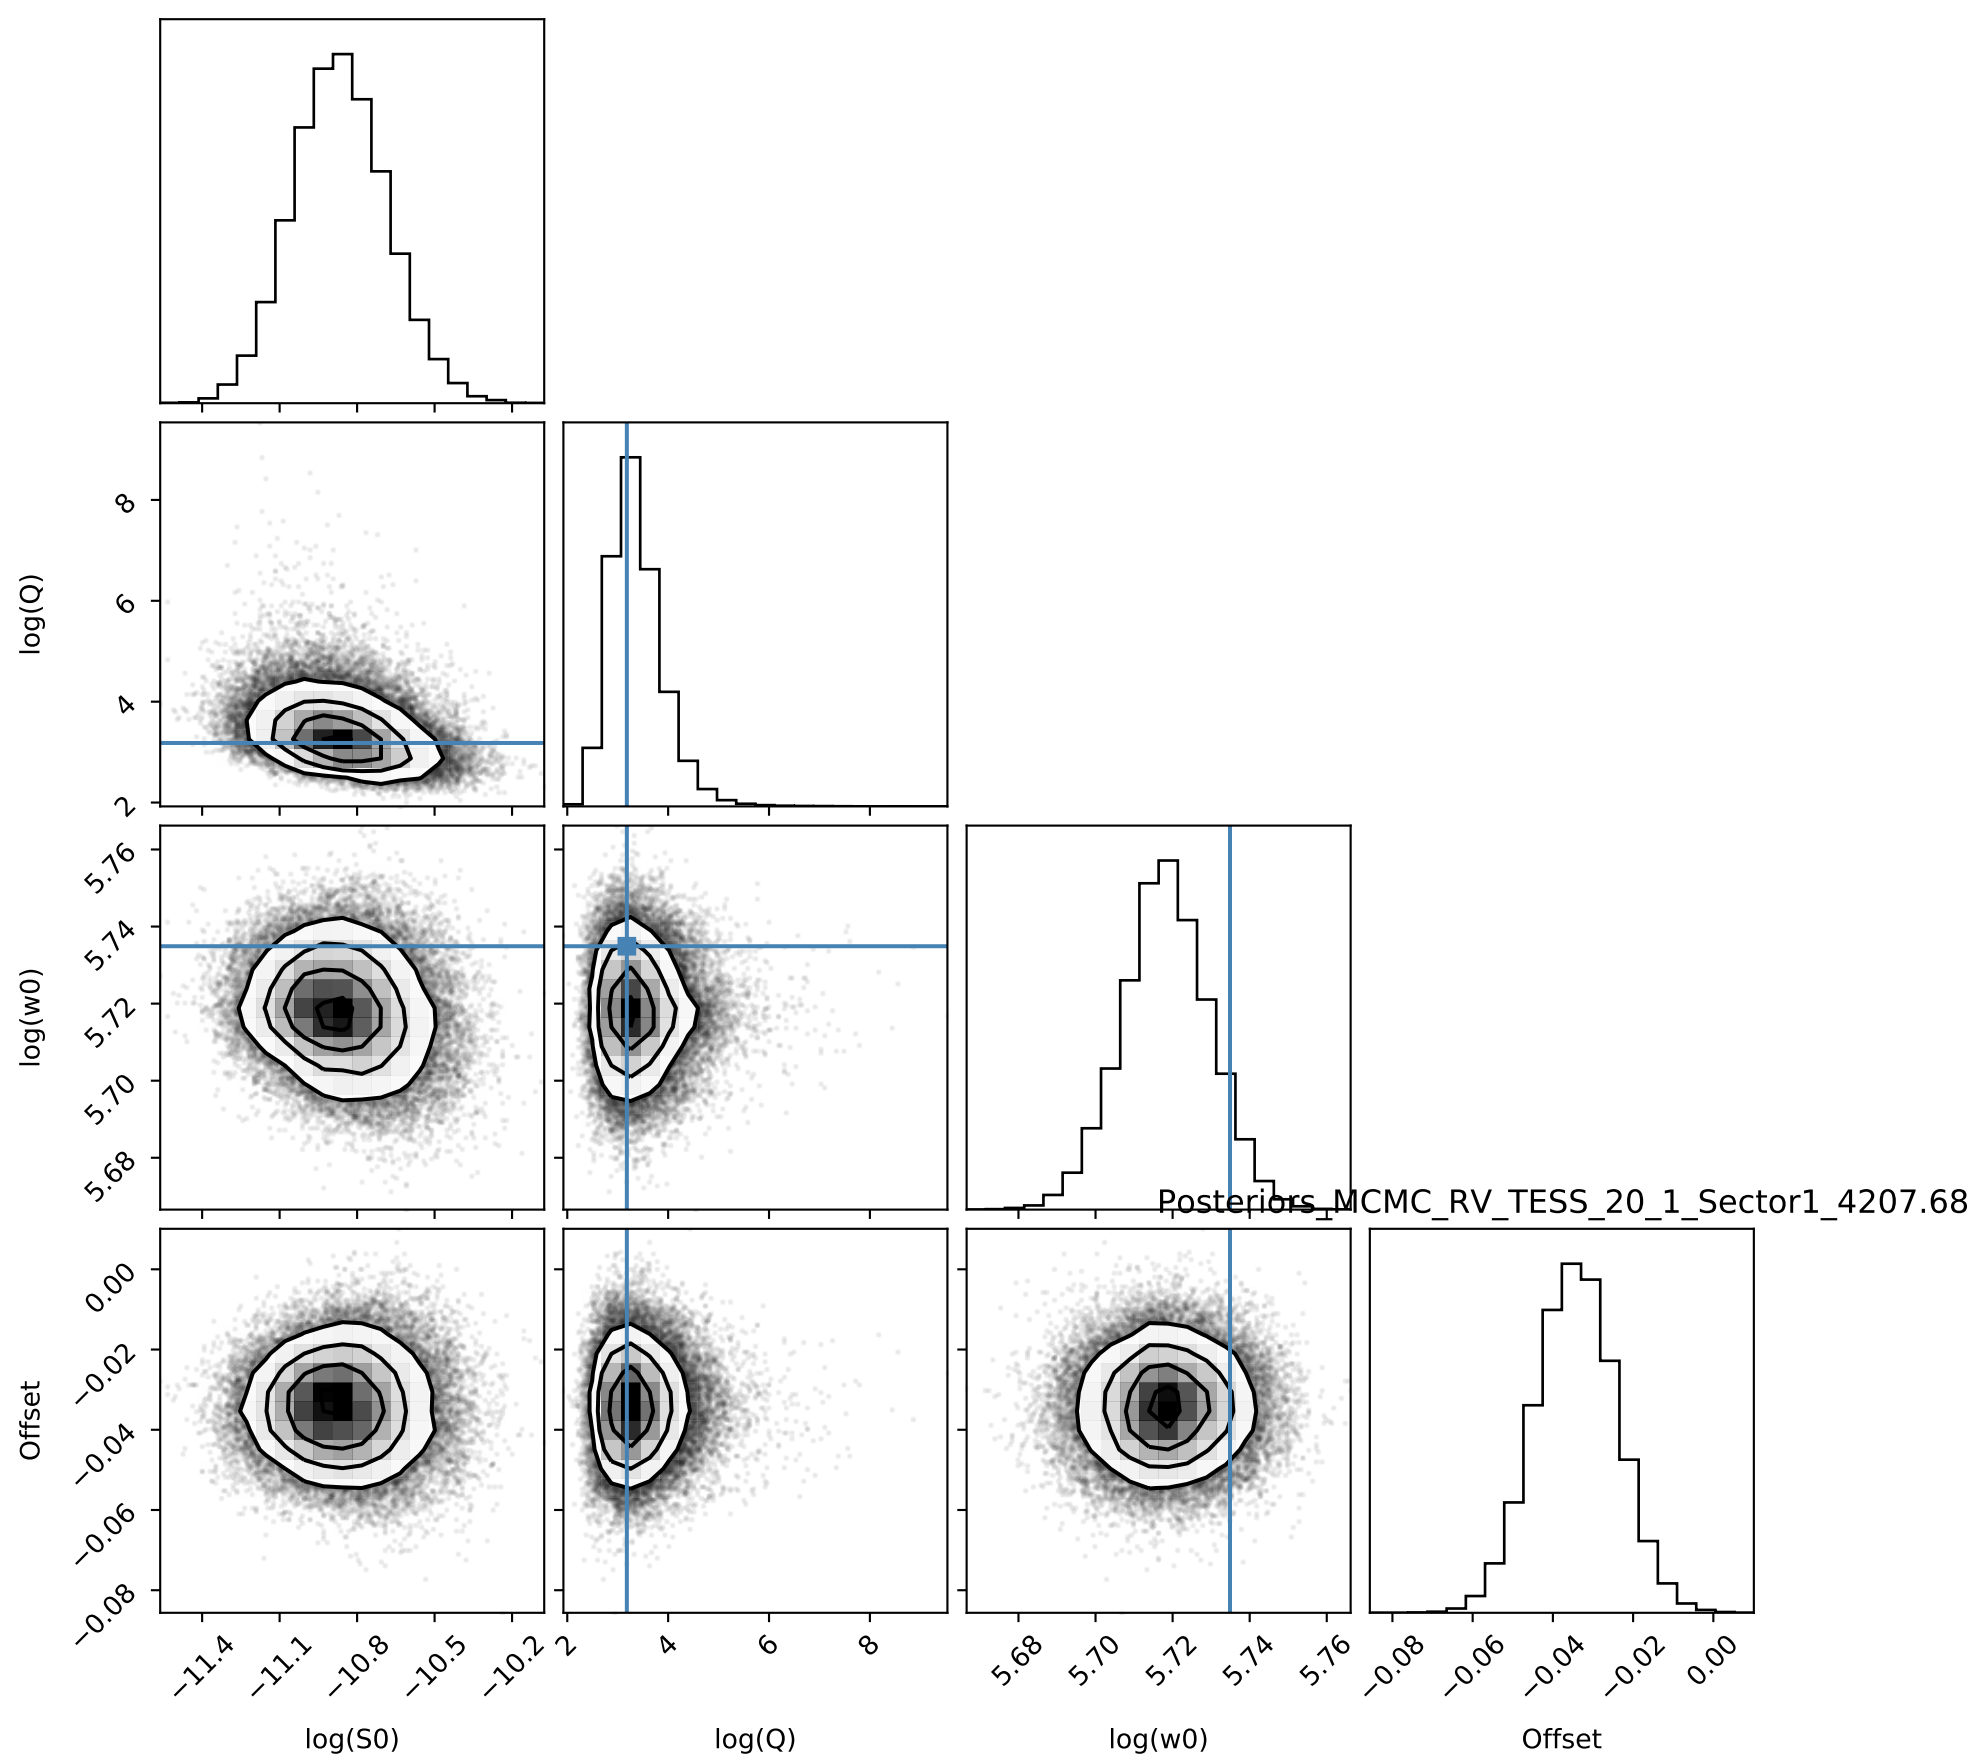 8
6
4
2
log(Q)
5.76
5.74
5.72
5.70
5.68
log(w0)
Posteriors_MCMC_RV_TESS_20_1_Sector1_4207.68
0.00
−0.02
−0.04
−0.06
−0.08
Offset
−11.4 −11.1 −10.8 −10.5 −10.2
2 4 6 8
5.68 5.70 5.72 5.74 5.76
−0.08 −0.06 −0.04 −0.02 0.00
log(S0) log(Q) log(w0) Offset